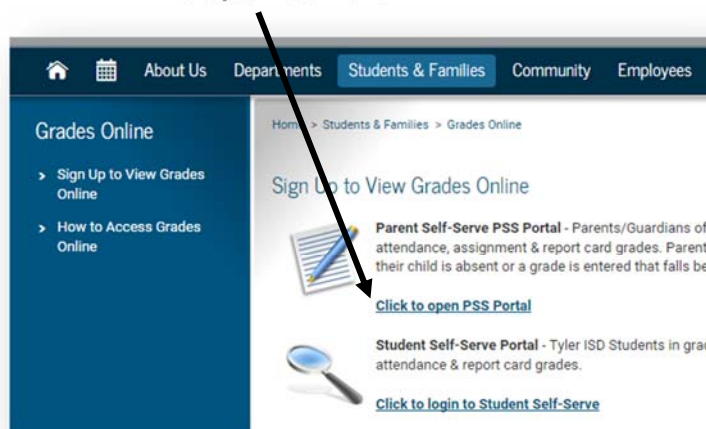 About Us Departments Students & Families Community Employees
Grades Online
> Sign Up to View Grades
Online
> How to Access Grades
Online
Home > Students & Families > Grades Online
Sign Up to View Grades Online
Parent Self-Serve PSS Portal - Parents/Guardians of
attendance, assignment & report card grades. Parent
their child is absent or a grade is entered that falls be
Click to open PSS Portal
Student Self-Serve Portal - Tyler ISD Students in grad
attendance & report card grades.
Click to login to Student Self-Serve